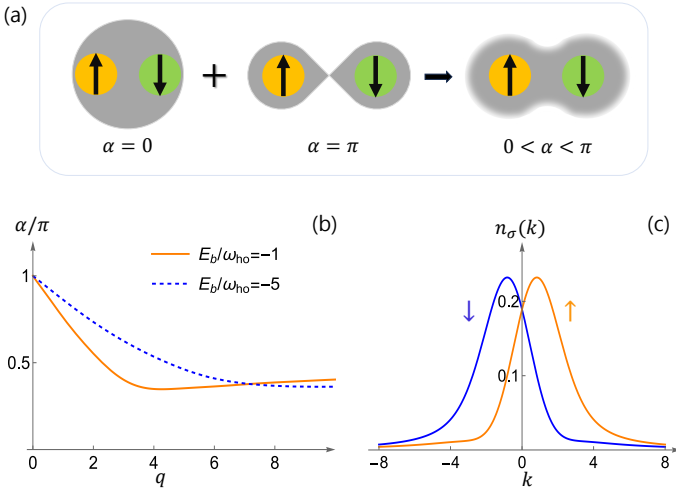 (a)
+
α = 0
α = π
0 < α < π
α/π
(b)
E_b/ω_ho=−1
E_b/ω_ho=−5
1
0.5
0
2
4
6
8
q
n_σ(k)
(c)
0.2
↓
↑
0.1
−8
−4
0
4
8
k